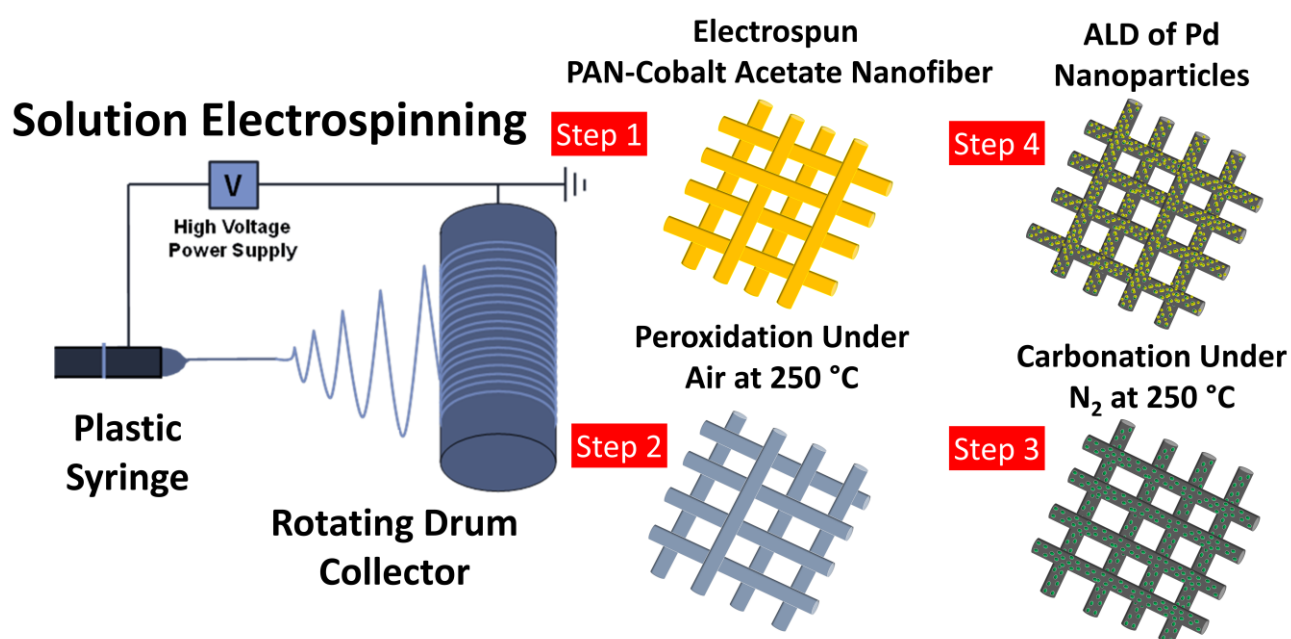 Solution Electrospinning
V
High Voltage
Power Supply
Plastic
Syringe
Rotating Drum
Collector
Step 1
Electrospun
PAN-Cobalt Acetate Nanofiber
Step 2
Peroxidation Under
Air at 250 °C
Step 4
ALD of Pd
Nanoparticles
Step 3
Carbonation Under
N₂ at 250 °C